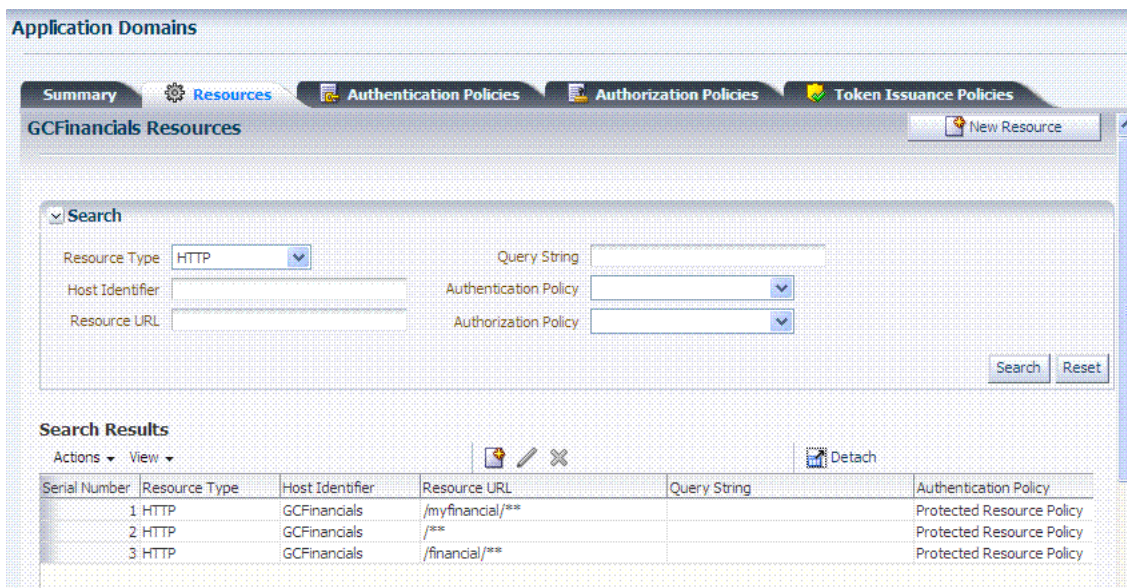 Application Domains
Summary Resources Authentication Policies Authorization Policies Token Issuance Policies
GCFinancials Resources New Resource
Search
Resource Type HTTP Query String
Host Identifier Authentication Policy
Resource URL Authorization Policy
Search Reset
Search Results
Actions View Detach
Serial Number Resource Type Host Identifier Resource URL Query String Authentication Policy
1 HTTP GCFinancials /myfinancial/** Protected Resource Policy
2 HTTP GCFinancials /** Protected Resource Policy
3 HTTP GCFinancials /financial/** Protected Resource Policy